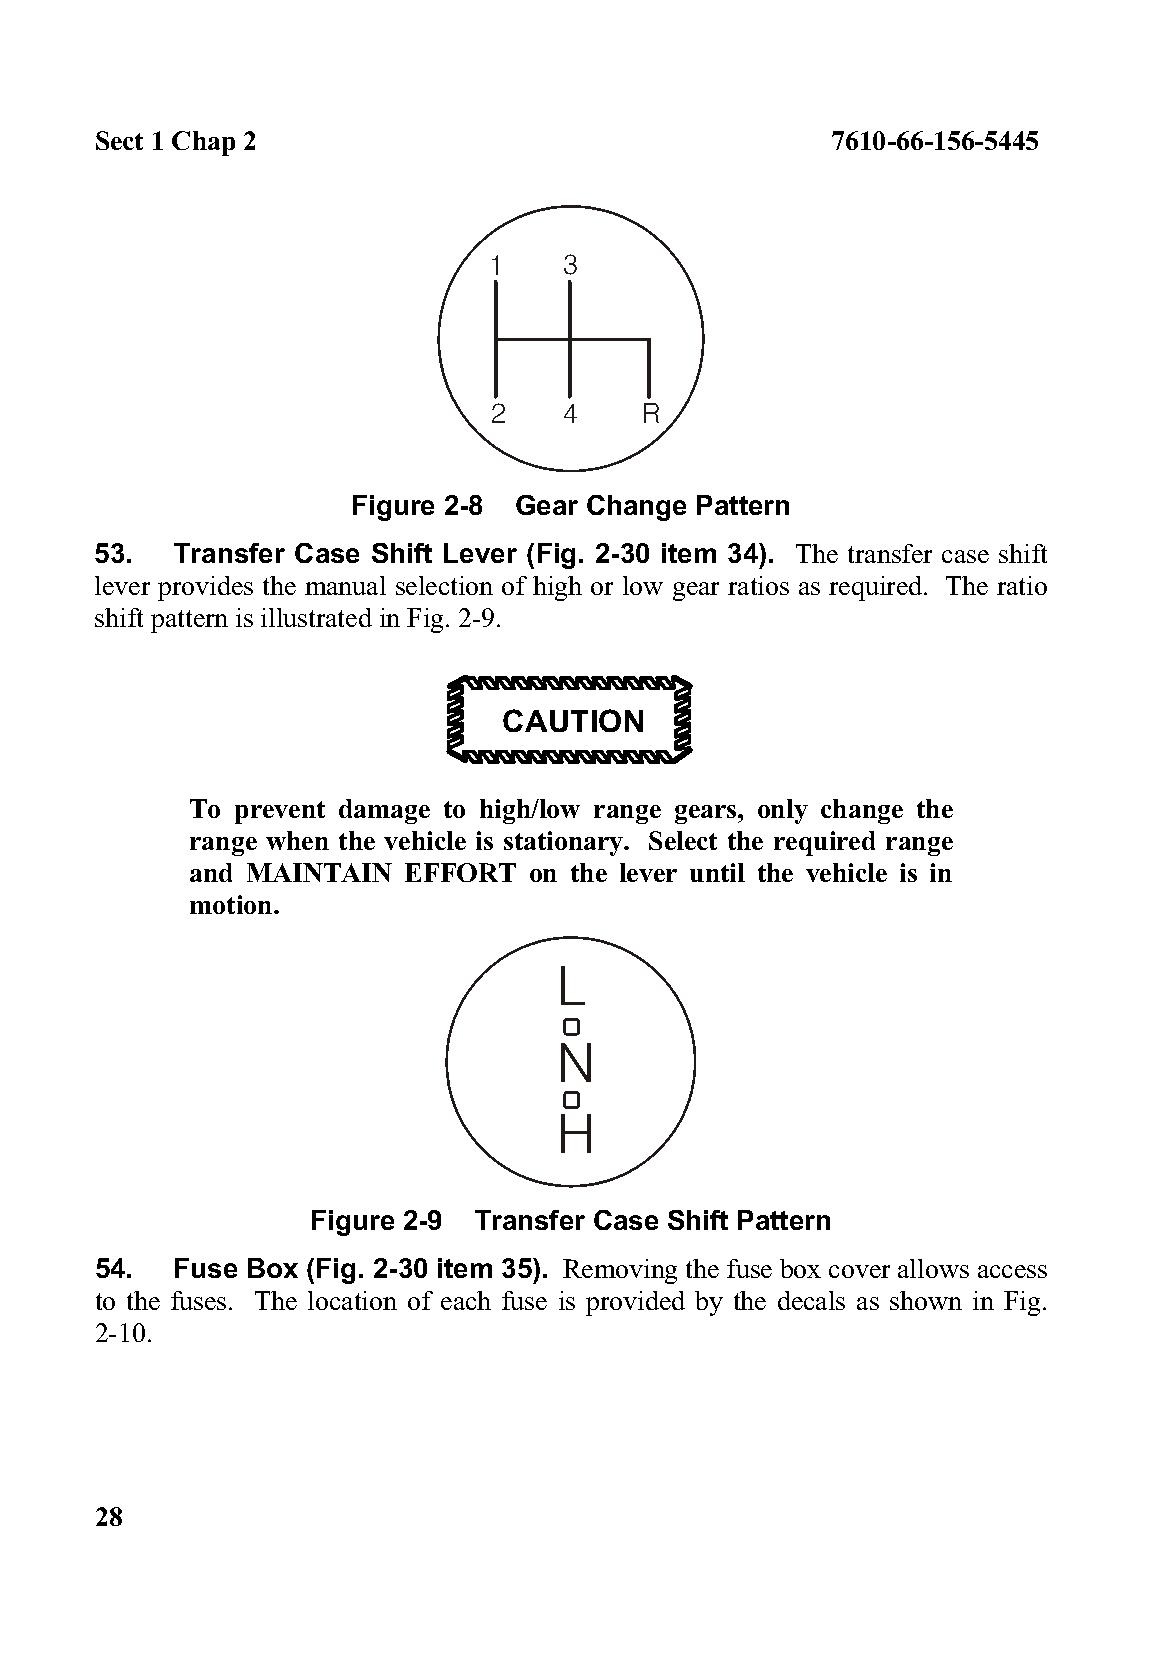 Sect 1 Chap 2 7610-66-156-5445
1 3
2 4 R
Figure 2-8 Gear Change Pattern
53. Transfer Case Shift Lever (Fig. 2-30 item 34). The transfer case shift
lever provides the manual selection of high or low gear ratios as required. The ratio
shift pattern is illustrated in Fig. 2-9.
CAUTION
To prevent damage to high/low range gears, only change the
range when the vehicle is stationary. Select the required range
and MAINTAIN EFFORT on the lever until the vehicle is in
motion.
L
N
H
Figure 2-9 Transfer Case Shift Pattern
54. Fuse Box (Fig. 2-30 item 35). Removing the fuse box cover allows access
to the fuses. The location of each fuse is provided by the decals as shown in Fig.
2-10.
28